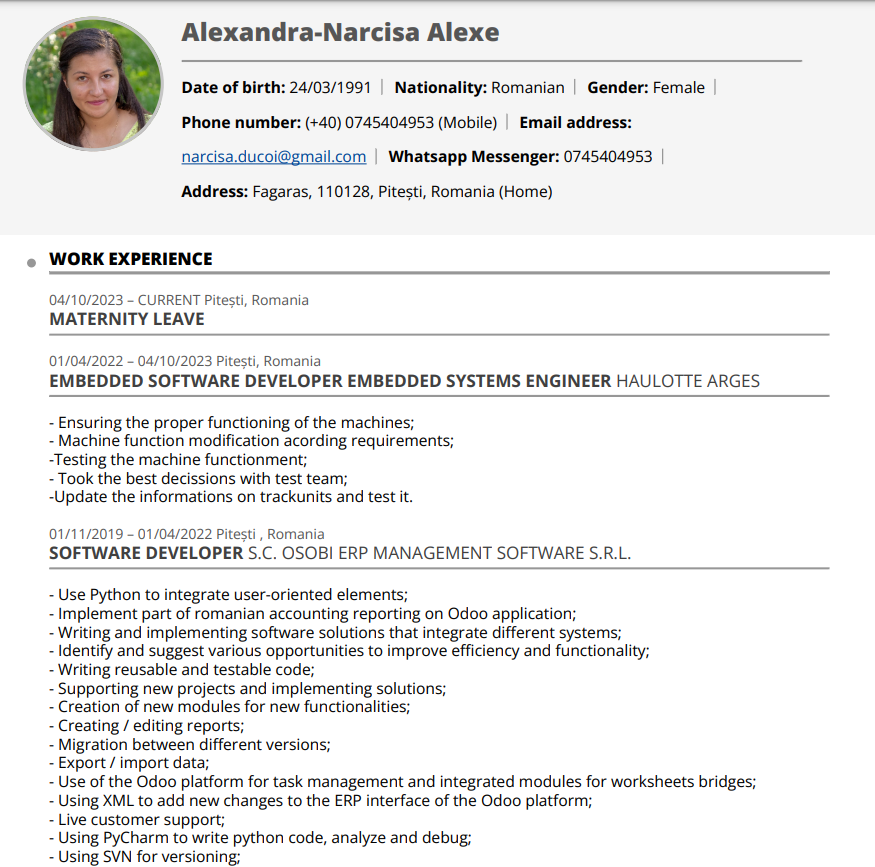 Alexandra-Narcisa Alexe
Date of birth: 24/03/1991 | Nationality: Romanian | Gender: Female |
Phone number: (+40) 0745404953 (Mobile) | Email address:
narcisa.ducoi@gmail.com | Whatsapp Messenger: 0745404953 |
Address: Fagaras, 110128, Pitești, Romania (Home)
WORK EXPERIENCE
04/10/2023 – CURRENT Pitești, Romania
MATERNITY LEAVE
01/04/2022 – 04/10/2023 Pitești, Romania
EMBEDDED SOFTWARE DEVELOPER EMBEDDED SYSTEMS ENGINEER HAULOTTE ARGES
- Ensuring the proper functioning of the machines;
- Machine function modification acording requirements;
-Testing the machine functionment;
- Took the best decissions with test team;
-Update the informations on trackunits and test it.
01/11/2019 – 01/04/2022 Pitești , Romania
SOFTWARE DEVELOPER S.C. OSOBI ERP MANAGEMENT SOFTWARE S.R.L.
- Use Python to integrate user-oriented elements;
- Implement part of romanian accounting reporting on Odoo application;
- Writing and implementing software solutions that integrate different systems;
- Identify and suggest various opportunities to improve efficiency and functionality;
- Writing reusable and testable code;
- Supporting new projects and implementing solutions;
- Creation of new modules for new functionalities;
- Creating / editing reports;
- Migration between different versions;
- Export / import data;
- Use of the Odoo platform for task management and integrated modules for worksheets bridges;
- Using XML to add new changes to the ERP interface of the Odoo platform;
- Live customer support;
- Using PyCharm to write python code, analyze and debug;
- Using SVN for versioning;